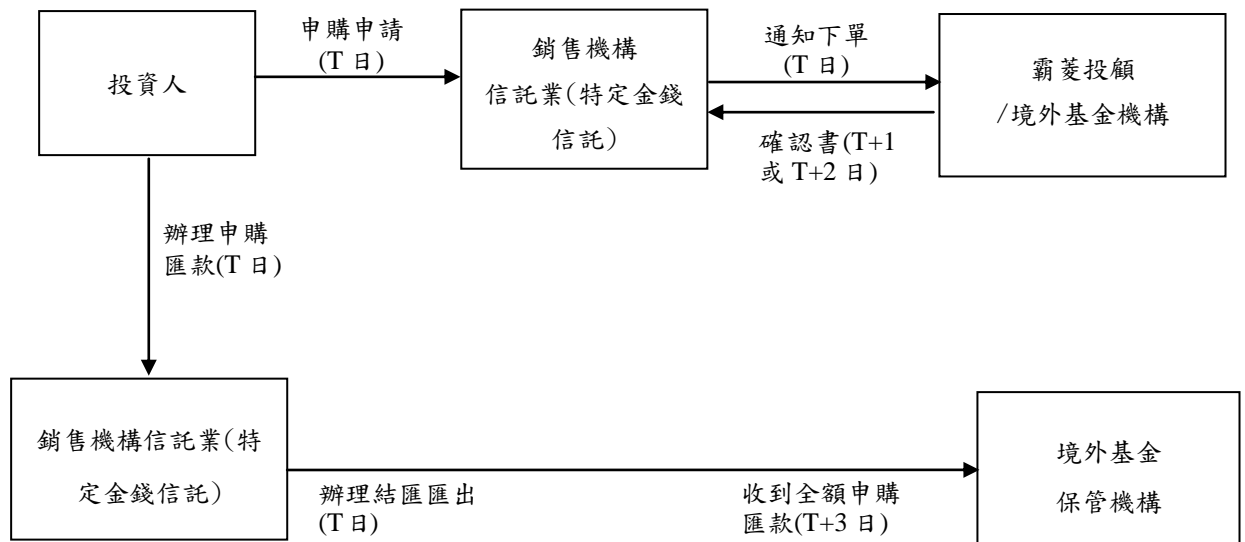 投資人
申購申請
(T 日)
銷售機構
信託業(特定金錢
信託)
通知下單
(T 日)
確認書(T+1
或 T+2 日)
霸菱投顧
/境外基金機構
辦理申購
匯款(T 日)
銷售機構信託業(特
定金錢信託)
辦理結匯匯出
(T 日)
收到全額申購
匯款(T+3 日)
境外基金
保管機構